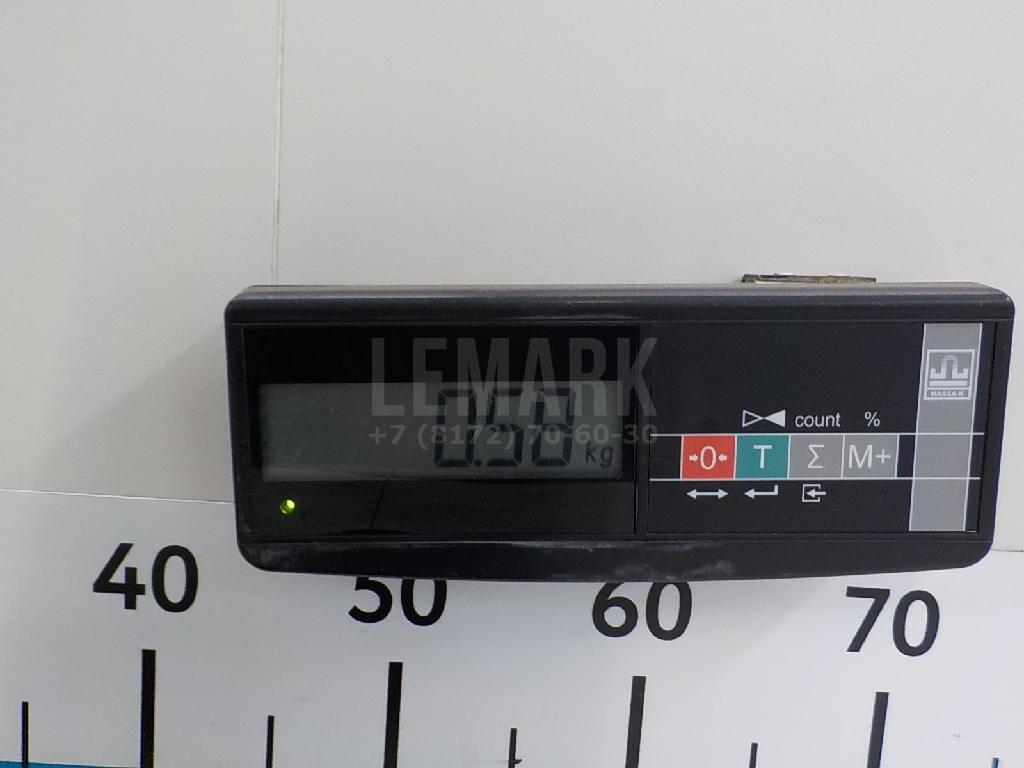 LEMARK
+7 (8172) 70-60-30
0.58 kg
MASSA-K
count %
0 T Σ M+
40 50 60 70